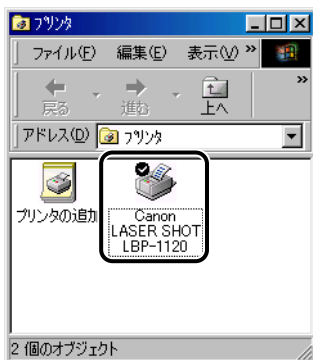 プリンタ
ファイル(F) 編集(E) 表示(V) »
戻る 進む 上へ »
アドレス(D) プリンタ
プリンタの追加
Canon
LASER SHOT
LBP-1120
2 個のオブジェクト